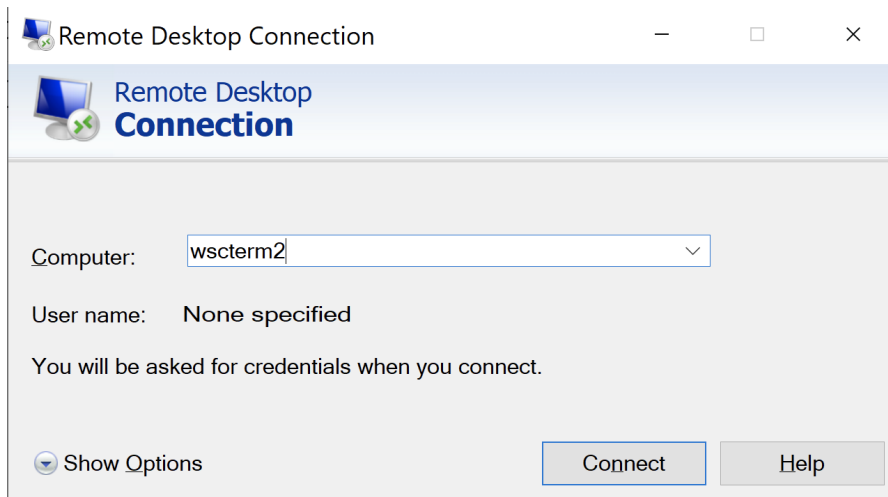 Remote Desktop Connection
Remote Desktop
Connection
Computer: wscterm2
User name: None specified
You will be asked for credentials when you connect.
Show Options Connect Help